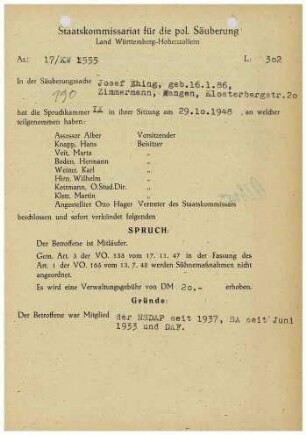 Staatskommissariat für die pol. Säuberung
Land Württemberg-Hohenzollern
Az: 17/KW 1555
L: 302
In der Säuberungssache Josef Ehing, geb.16.1.86,
Zimmermann, Wangen, Klosterbergstr.20
190
hat die Spruchkammer IX in ihrer Sitzung am 29.10.1948, an welcher
teilgenommen haben:
Assessor Aiber Vorsitzender
Knapp, Hans Beisitzer
Veit, Marta "
Boden, Hermann "
Weinz, Karl "
Hirn, Wilhelm "
Kottmann, O.Stud.Dir. "
Klett, Martin "
Angestellter Otto Hager Vertreter des Staatskommissars
beschlossen und sofort verkündet folgenden
SPRUCH:
Der Betroffene ist Mitläufer.
Gem. Art. 3 der VO. 133 vom 17. 11. 47 in der Fassung des
Art. 1 der VO. 165 vom 13. 7. 48 werden Sühnemaßnahmen nicht
angeordnet.
Es wird eine Verwaltungsgebühr von DM 20.- erhoben.
Gründe:
Der Betroffene war Mitglied der NSDAP seit 1937, SA seit Juni
1933 und DAF.